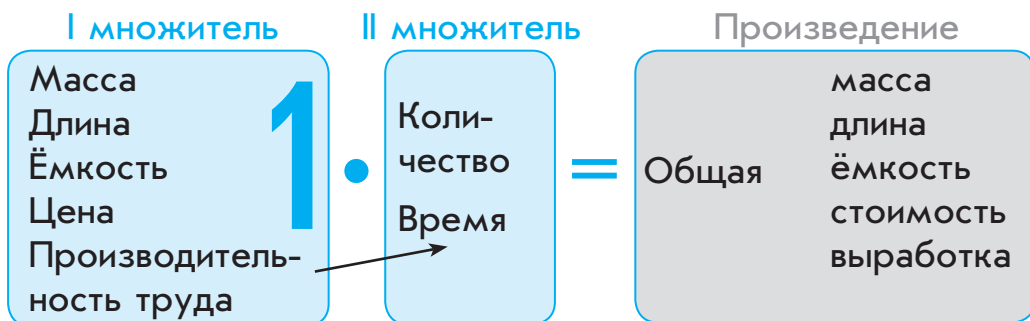 I множитель
II множитель
Произведение
Масса
Длина
Ёмкость
Цена
Производитель-
ность труда
1
·
Коли-
чество
Время
=
Общая
масса
длина
ёмкость
стоимость
выработка